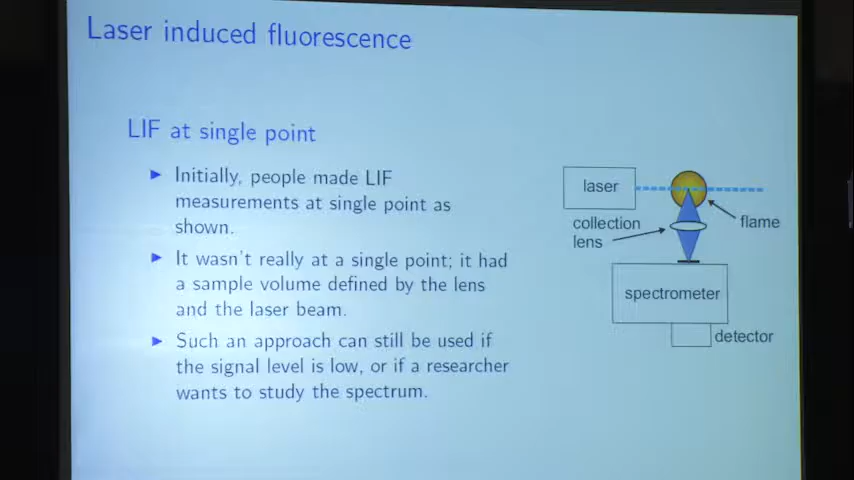 Laser induced fluorescence
LIF at single point
Initially, people made LIF
measurements at single point as
shown.
It wasn't really at a single point; it had
a sample volume defined by the lens
and the laser beam.
Such an approach can still be used if
the signal level is low, or if a researcher
wants to study the spectrum.
laser
collection
lens
flame
spectrometer
detector